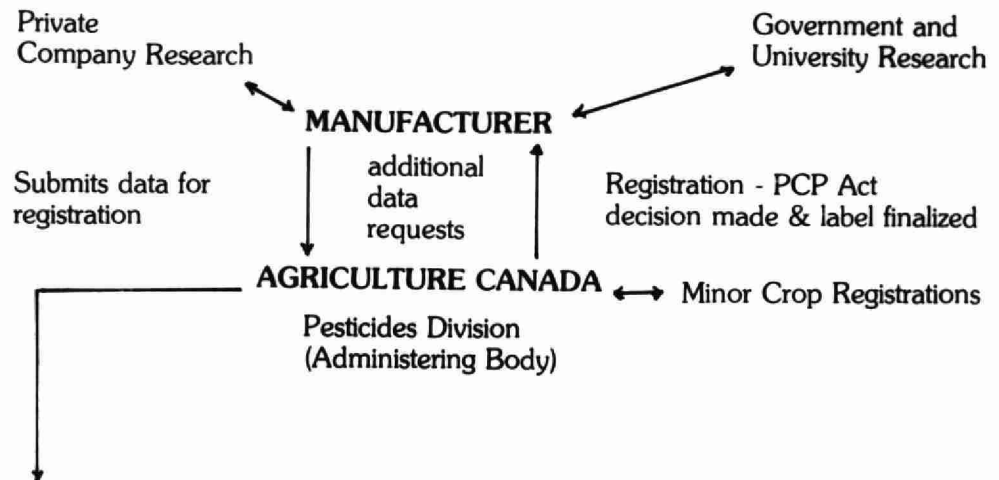 Private
Company Research
Government and
University Research
MANUFACTURER
Submits data for
registration
additional
data
requests
Registration - PCP Act
decision made & label finalized
AGRICULTURE CANADA
Minor Crop Registrations
Pesticides Division
(Administering Body)